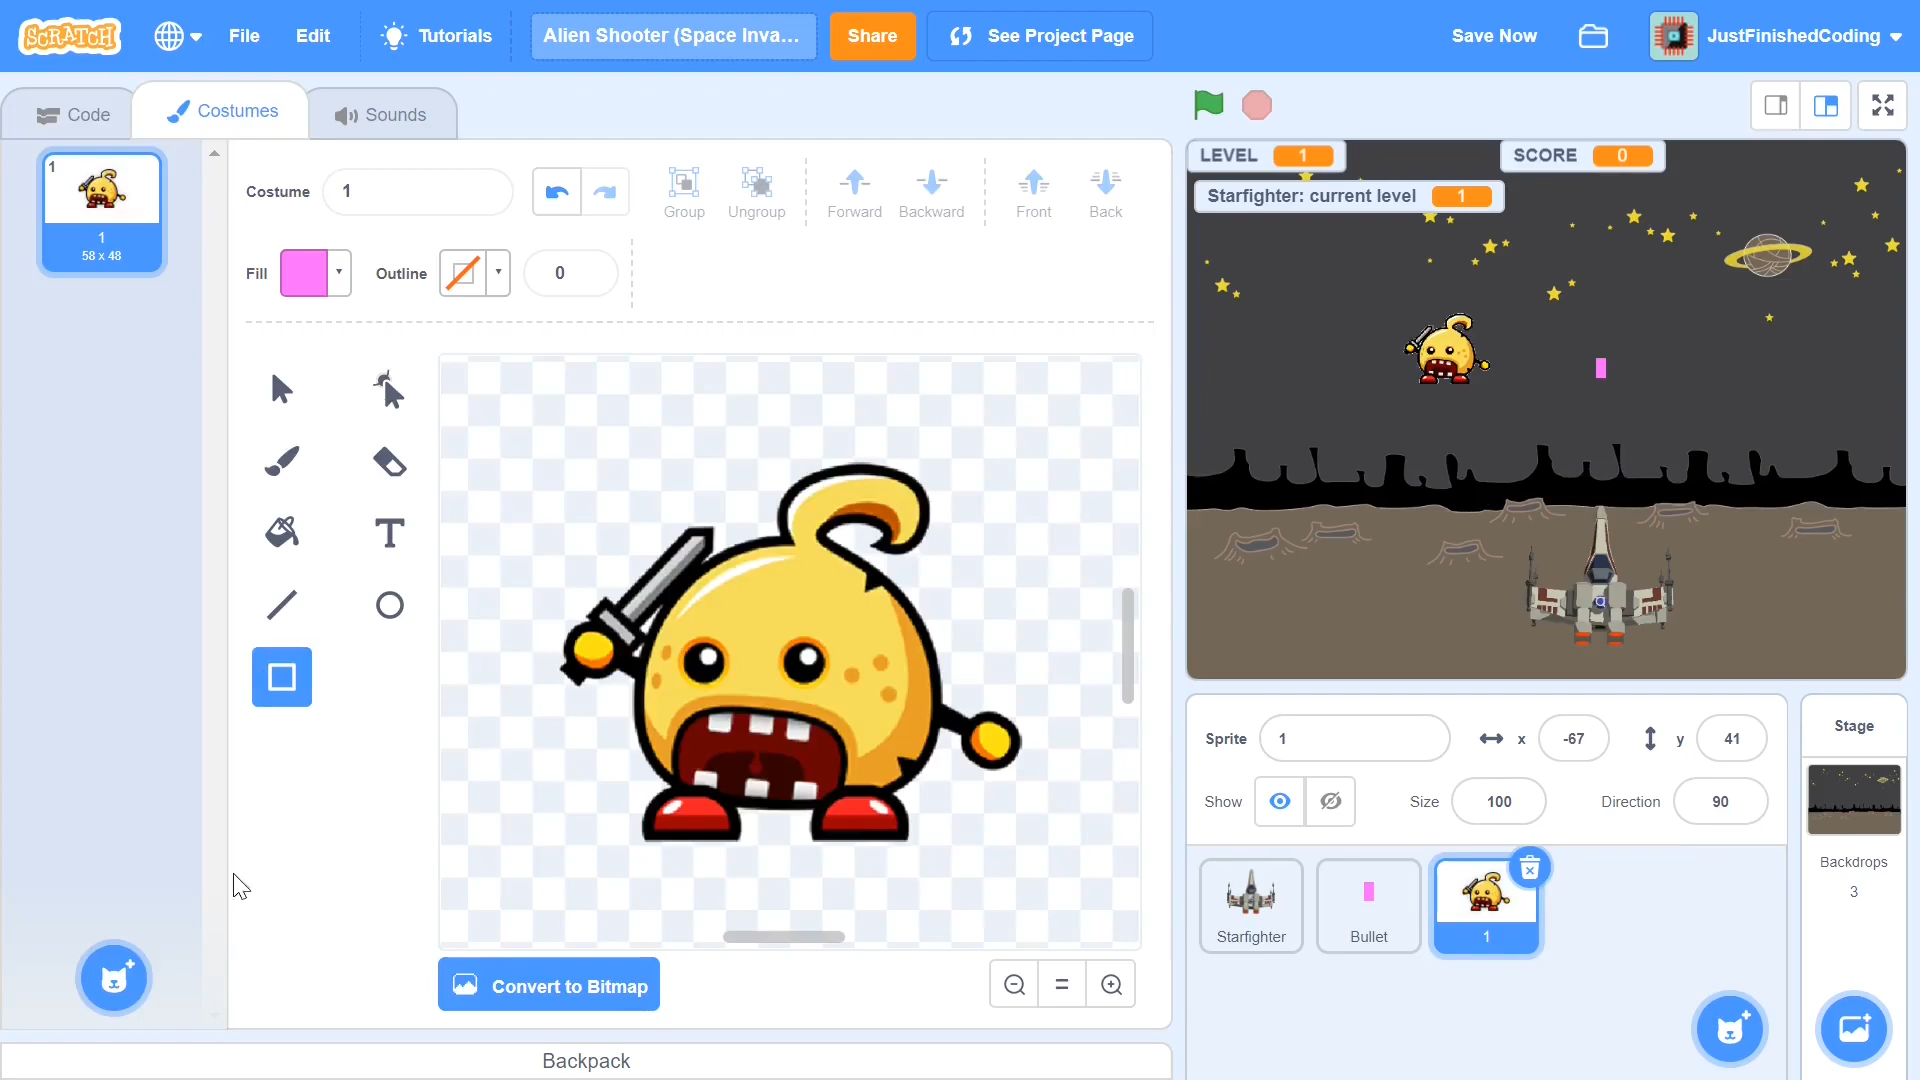 SCRATCH
File
Edit
Tutorials
Alien Shooter (Space Inva...
Share
See Project Page
Save Now
JustFinishedCoding
Code
Costumes
Sounds
1
1
58 x 48
Costume
1
Group
Ungroup
Forward
Backward
Front
Back
Fill
Outline
0
T
Convert to Bitmap
Backpack
LEVEL 1
SCORE 0
Starfighter: current level 1
Sprite
1
x
-67
y
41
Show
Size
100
Direction
90
Starfighter
Bullet
1
Stage
Backdrops
3